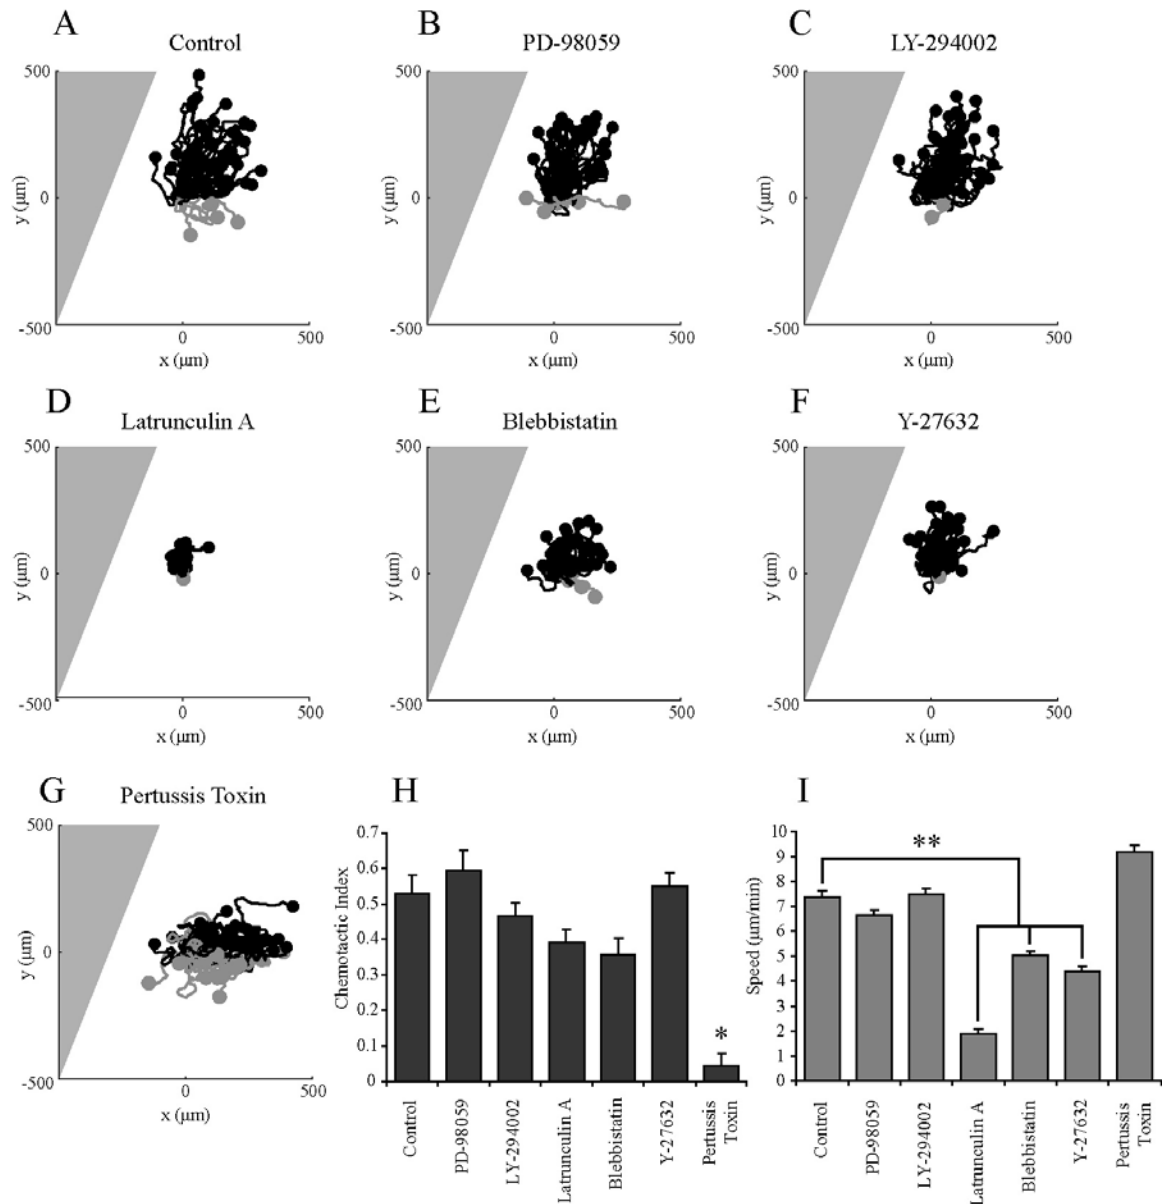 A
Control
500
0
-500
y (μm)
0
500
x (μm)
B
PD-98059
500
0
-500
y (μm)
0
500
x (μm)
C
LY-294002
500
0
-500
y (μm)
0
500
x (μm)
D
Latrunculin A
500
0
-500
y (μm)
0
500
x (μm)
E
Blebbistatin
500
0
-500
y (μm)
0
500
x (μm)
F
Y-27632
500
0
-500
y (μm)
0
500
x (μm)
G
Pertussis Toxin
500
0
-500
y (μm)
0
500
x (μm)
H
0.7
0.6
0.5
0.4
0.3
0.2
0.1
0
Chemotactic Index
*
Control
PD-98059
LY-294002
Latrunculin A
Blebbistatin
Y-27632
Pertussis
Toxin
I
10
9
8
7
6
5
4
3
2
1
0
Speed (μm/min)
**
Control
PD-98059
LY-294002
Latrunculin A
Blebbistatin
Y-27632
Pertussis
Toxin